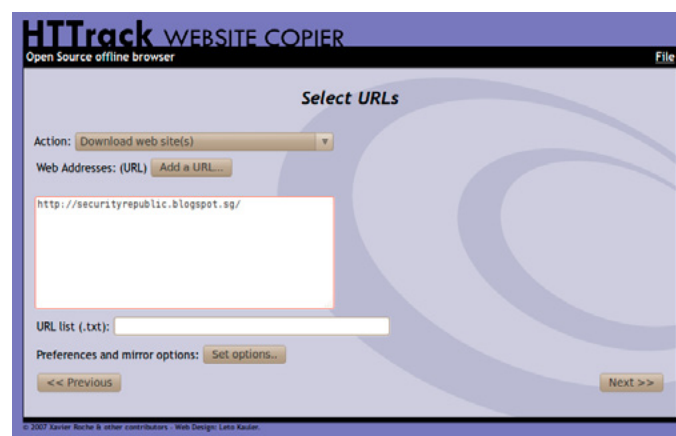 HTTrack WEBSITE COPIER
Open Source offline browser
File
Select URLs
Action: Download web site(s)
Web Addresses: (URL) Add a URL...
http://securityrepublic.blogspot.sg/
URL list (.txt):
Preferences and mirror options: Set options..
<< Previous
Next >>
© 2007 Xavier Roche & other contributors - Web Design: Leto Kauler.